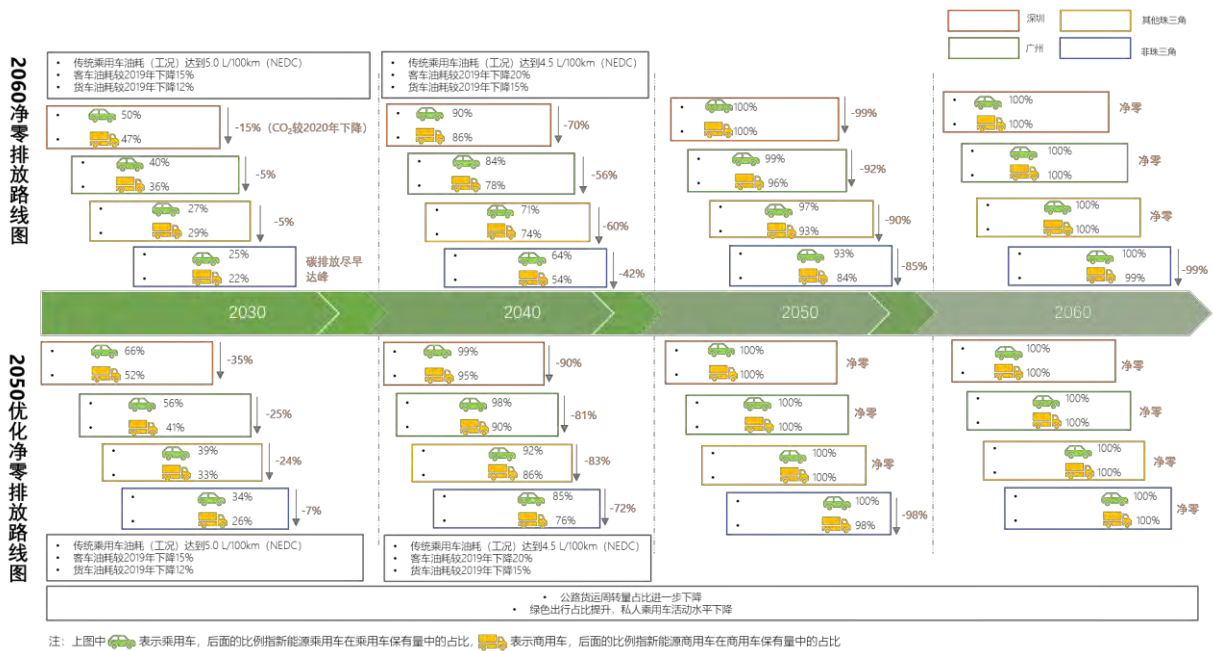 深圳
其他珠三角
广州
非珠三角
2060净零排放路线图
• 传统乘用车油耗（工况）达到5.0 L/100km（NEDC）
• 客车油耗较2019年下降15%
• 货车油耗较2019年下降12%
• 传统乘用车油耗（工况）达到4.5 L/100km（NEDC）
• 客车油耗较2019年下降20%
• 货车油耗较2019年下降15%
• 50%
• 47%
-15%（CO₂较2020年下降）
• 40%
• 36%
-5%
• 27%
• 29%
-5%
• 25%
• 22%
碳排放尽早
达峰
• 90%
• 86%
-70%
• 84%
• 78%
-56%
• 71%
• 74%
-60%
• 64%
• 54%
-42%
• 100%
• 100%
-99%
• 99%
• 96%
-92%
• 97%
• 93%
-90%
• 93%
• 84%
-85%
• 100%
• 100%
净零
• 100%
• 100%
净零
• 100%
• 100%
净零
• 100%
• 99%
-99%
2030
2040
2050
2060
2050优化净零排放路线图
• 66%
• 52%
-35%
• 56%
• 41%
-25%
• 39%
• 33%
-24%
• 34%
• 26%
-7%
• 99%
• 95%
-90%
• 98%
• 90%
-81%
• 92%
• 86%
-83%
• 85%
• 76%
-72%
• 100%
• 100%
净零
• 100%
• 100%
净零
• 100%
• 100%
净零
• 100%
• 98%
-98%
• 100%
• 100%
净零
• 100%
• 100%
净零
• 100%
• 100%
净零
• 100%
• 100%
净零
• 传统乘用车油耗（工况）达到5.0 L/100km（NEDC）
• 客车油耗较2019年下降15%
• 货车油耗较2019年下降12%
• 传统乘用车油耗（工况）达到4.5 L/100km（NEDC）
• 客车油耗较2019年下降20%
• 货车油耗较2019年下降15%
• 公路货运周转量占比进一步下降
• 绿色出行占比提升，私人乘用车活动水平下降
注：上图中 表示乘用车，后面的比例指新能源乘用车在乘用车保有量中的占比， 表示商用车，后面的比例指新能源商用车在商用车保有量中的占比